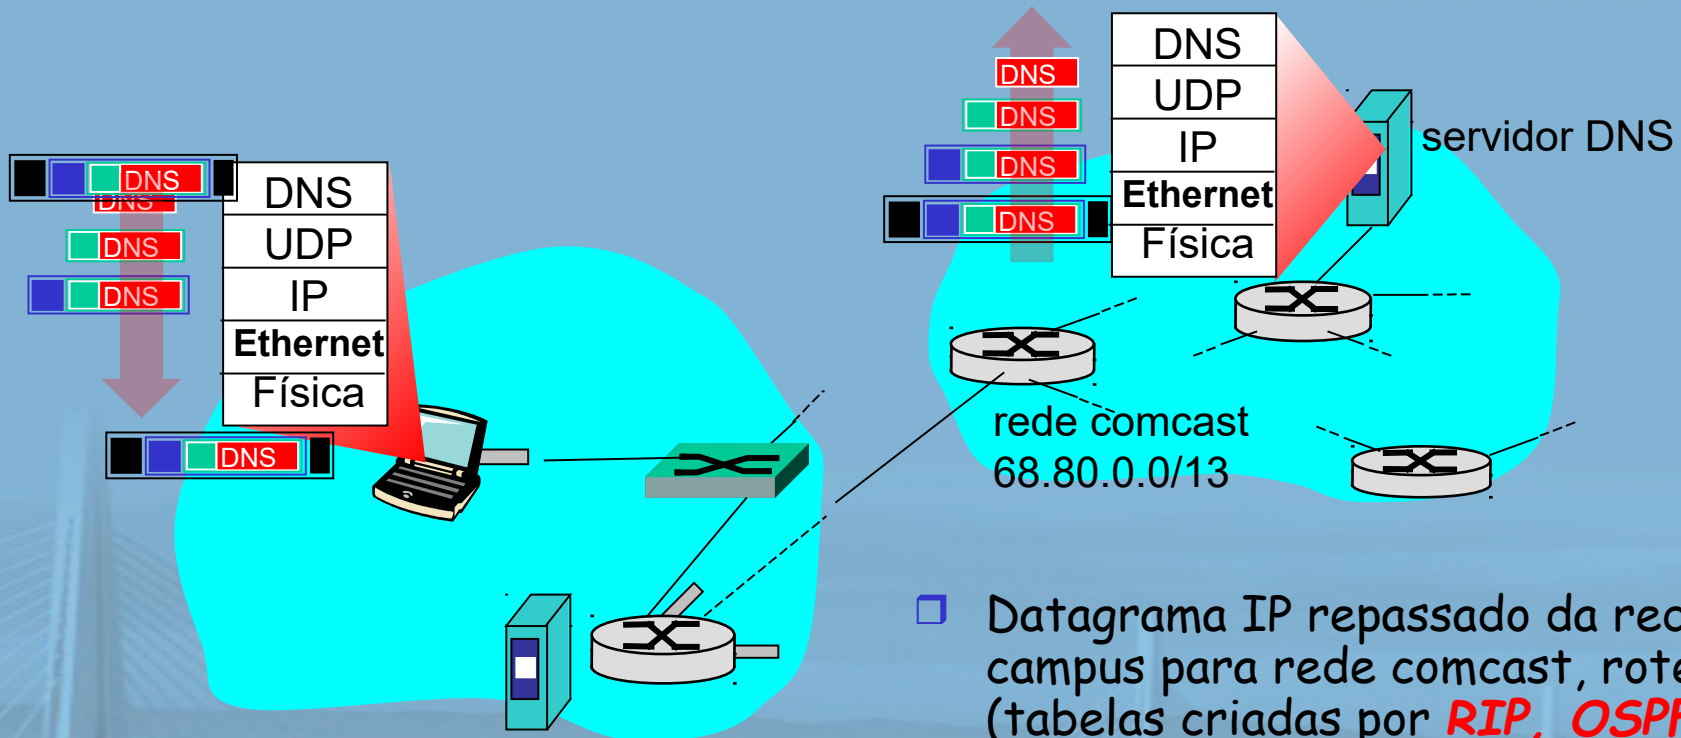 DNS
DNS
DNS
DNS
DNS
DNS
UDP
IP
Ethernet
Física
DNS
DNS
DNS
DNS
DNS
UDP
IP
Ethernet
Física
servidor DNS
rede comcast
68.80.0.0/13
Datagrama IP repassado da
campus para rede comcast,
(tabelas criadas por RIP, OSPF